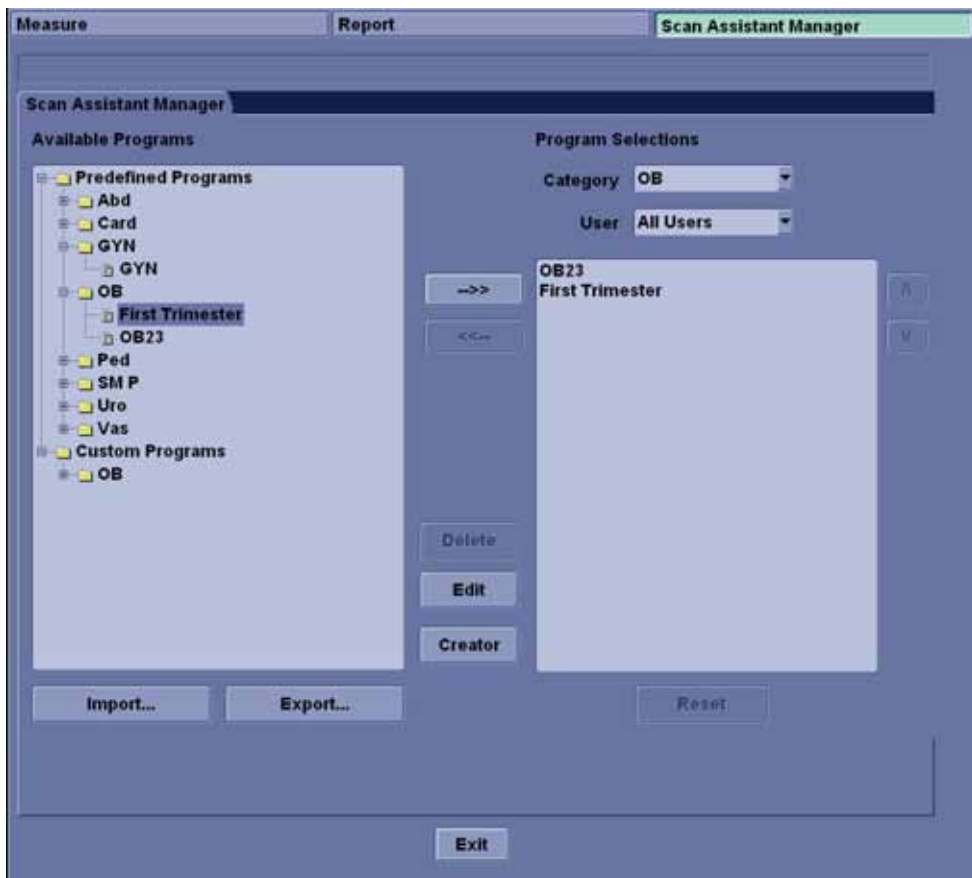 Measure
Report
Scan Assistant Manager
Scan Assistant Manager
Available Programs
Predefined Programs
Abd
Card
GYN
GYN
OB
First Trimester
OB23
Ped
SM P
Uro
Vas
Custom Programs
OB
Import...
Export...
-->>
<<--
Delete
Edit
Creator
Program Selections
Category OB
User All Users
OB23
First Trimester
Reset
Exit